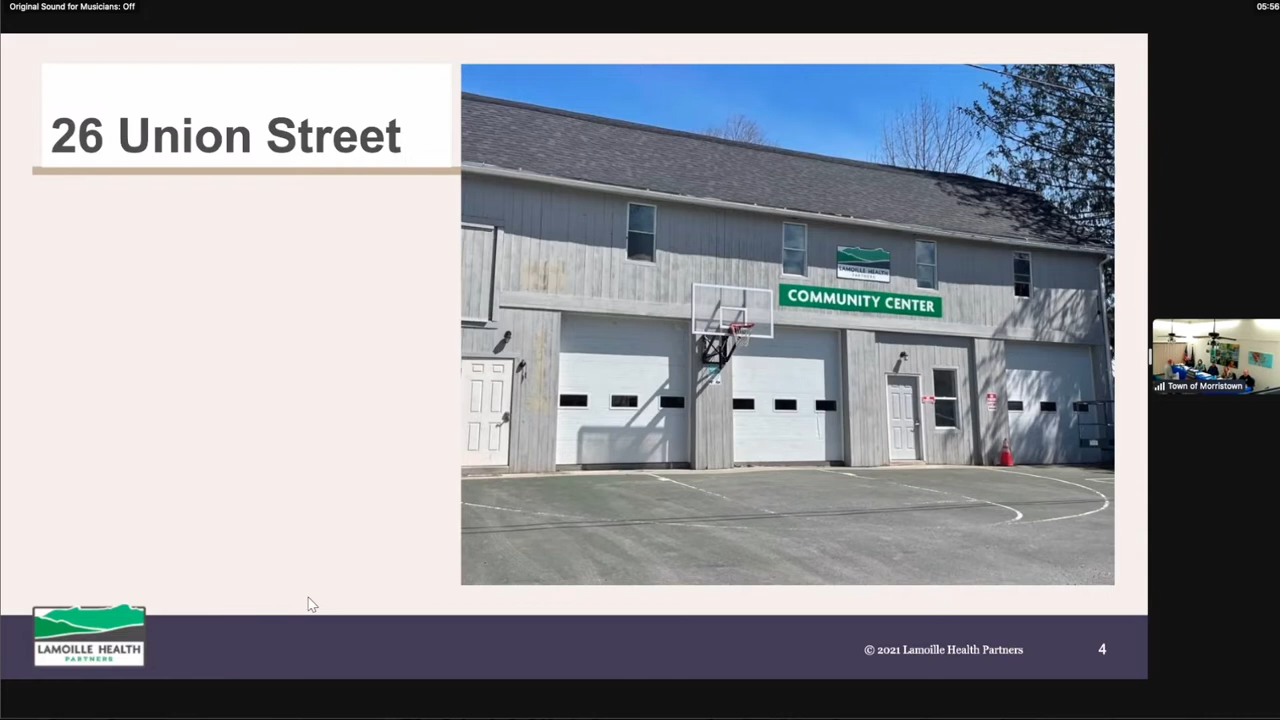 Original Sound for Musicians: Off
05:56
26 Union Street
LAMOILLE HEALTH
PARTNERS
COMMUNITY CENTER
Town of Morristown
LAMOILLE HEALTH
PARTNERS
© 2021 Lamoille Health Partners
4